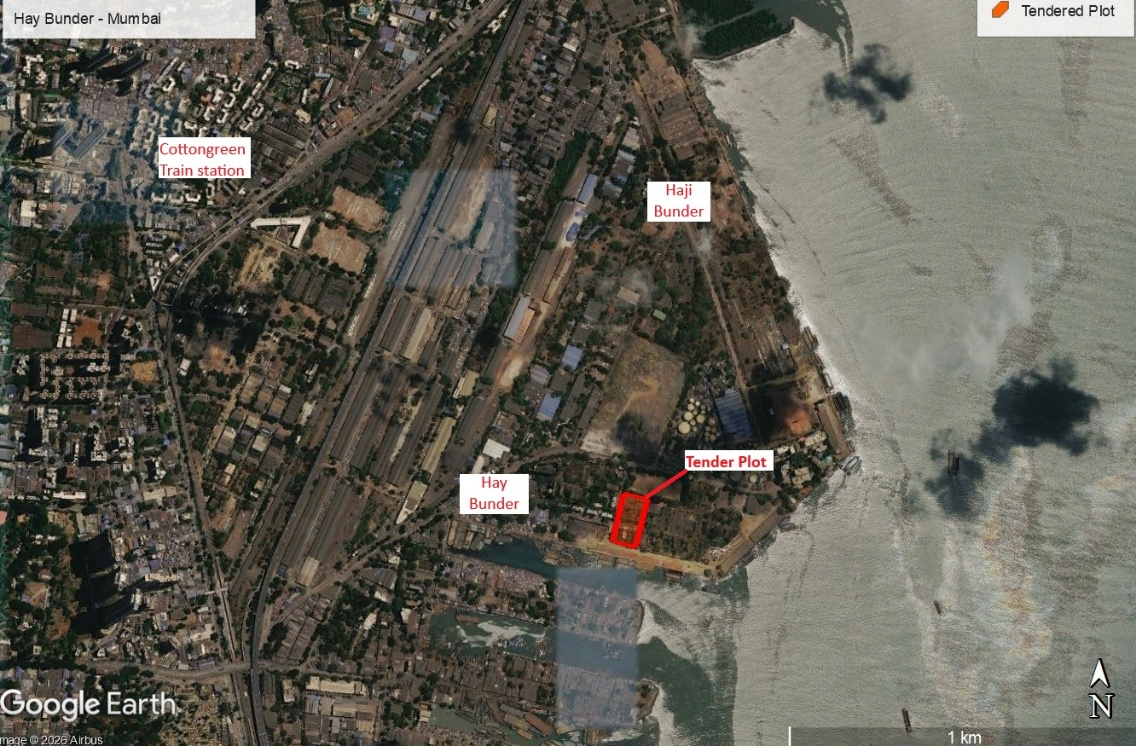 Hay Bunder - Mumbai
Tendered Plot
Cottongreen
Train station
Haji
Bunder
Tender Plot
Hay
Bunder
Google Earth
mage © 2026 Airbus
N
1 km